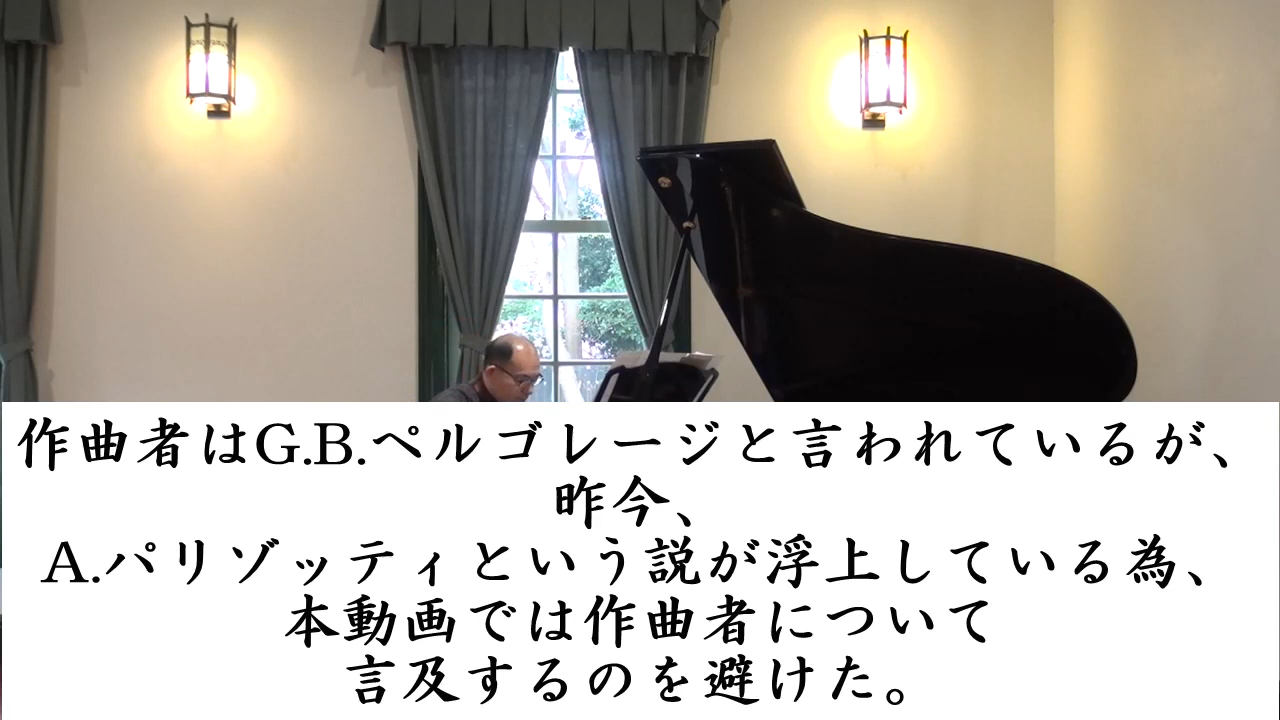 作曲者はG.B.ペルゴレージと言われているが、
昨今、
A.パリゾッティという説が浮上している為、
本動画では作曲者について
言及するのを避けた。